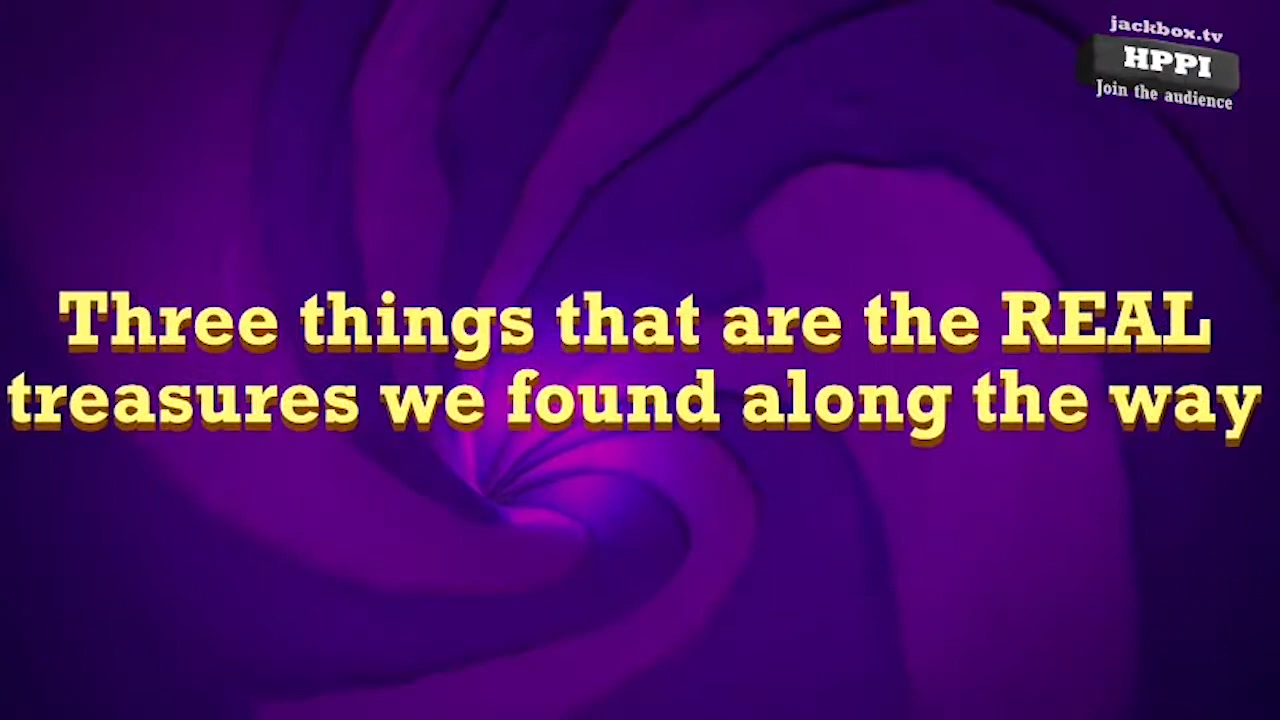 jackbox.tv
HPPI
Join the audience
Three things that are the REAL
treasures we found along the way